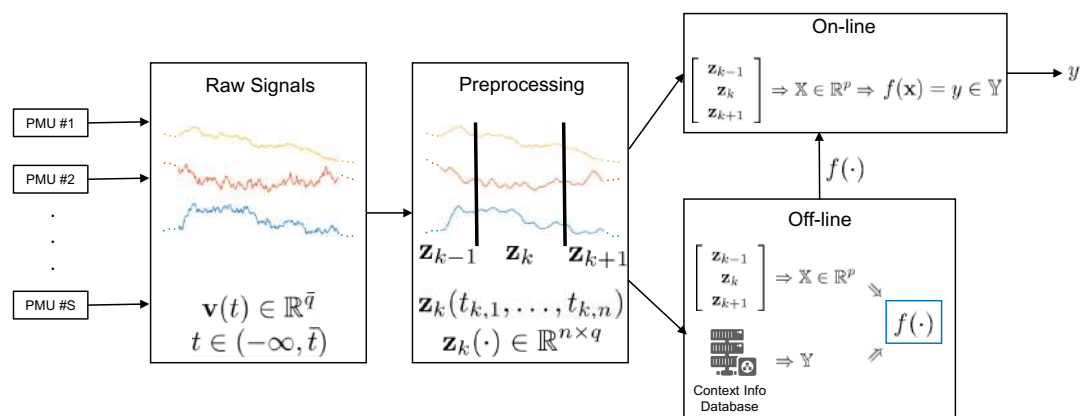 PMU #1
PMU #2
.
.
.
PMU #S
Raw Signals
v(t) ∈ ℝ^q̄
t ∈ (−∞, t̄)
Preprocessing
z_{k−1} z_k z_{k+1}
z_k(t_{k,1}, . . . , t_{k,n})
z_k(·) ∈ ℝ^{n×q}
On-line
z_{k−1}
z_k ⇒ 𝕏 ∈ ℝ^p ⇒ f(x) = y ∈ 𝕐
z_{k+1}
y
f(·)
Off-line
z_{k−1}
z_k ⇒ 𝕏 ∈ ℝ^p
z_{k+1}
⇒ 𝕐
Context Info
Database
⇒
⇒
f(·)